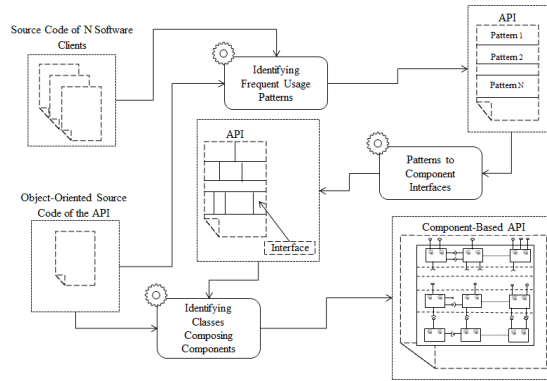 Source Code of N Software
Clients
Identifying
Frequent Usage
Patterns
API
Pattern 1
Pattern 2
Pattern N
API
Interface
Patterns to
Component
Interfaces
Object-Oriented Source
Code of the API
Identifying
Classes
Composing
Components
Component-Based API